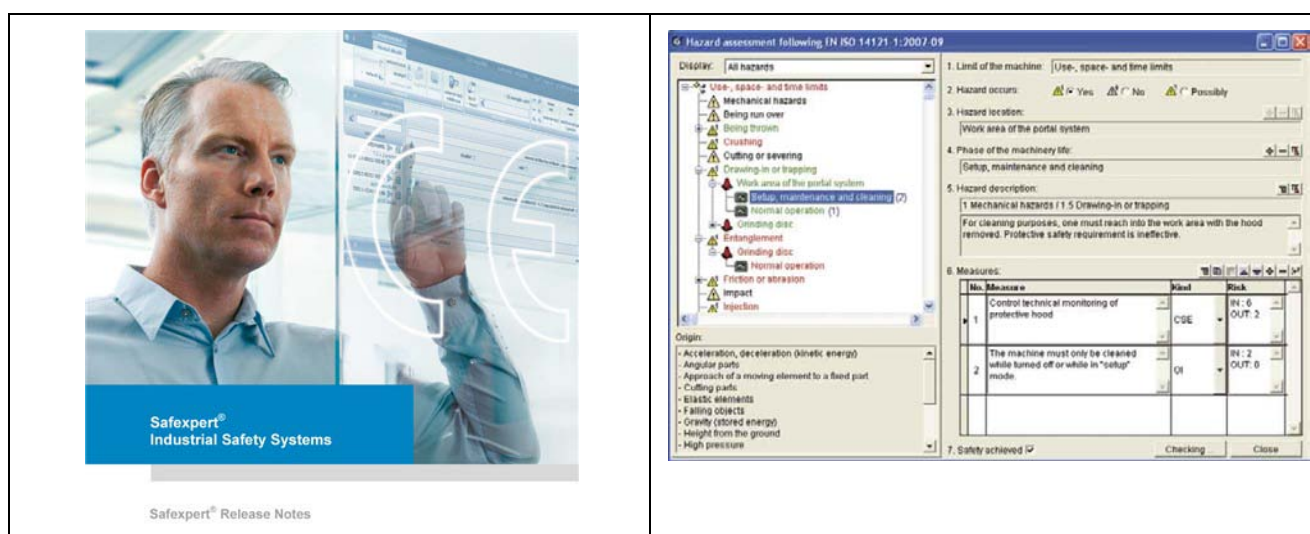 Safexpert®
Industrial Safety Systems
Safexpert® Release Notes
Hazard assessment following EN ISO 14121-1:2007-09
Display: All hazards
Use-, space- and time limits
Mechanical hazards
Being run over
Being thrown
Crushing
Cutting or severing
Drawing-in or trapping
Work area of the portal system
Setup, maintenance and cleaning (2)
Normal operation (1)
Grinding disc
Entanglement
Grinding disc
Normal operation
Friction or abrasion
Impact
Injection
Origin:
- Acceleration, deceleration (kinetic energy)
- Angular parts
- Approach of a moving element to a fixed part
- Cutting parts
- Elastic elements
- Falling objects
- Gravity (stored energy)
- Height from the ground
- High pressure
1. Limit of the machine: Use-, space- and time limits
2. Hazard occurs: Yes No Possibly
3. Hazard location:
Work area of the portal system
4. Phase of the machinery life:
Setup, maintenance and cleaning
5. Hazard description:
1 Mechanical hazards / 1.5 Drawing-in or trapping
For cleaning purposes, one must reach into the work area with the hood
removed. Protective safety requirement is ineffective.
6. Measures:
No. Measure Kind Risk
1 Control technical monitoring of
protective hood CSE IN : 6
OUT: 2
2 The machine must only be cleaned
while turned off or while in "setup"
mode. OI IN : 2
OUT: 0
7. Safety achieved
Checking ... Close